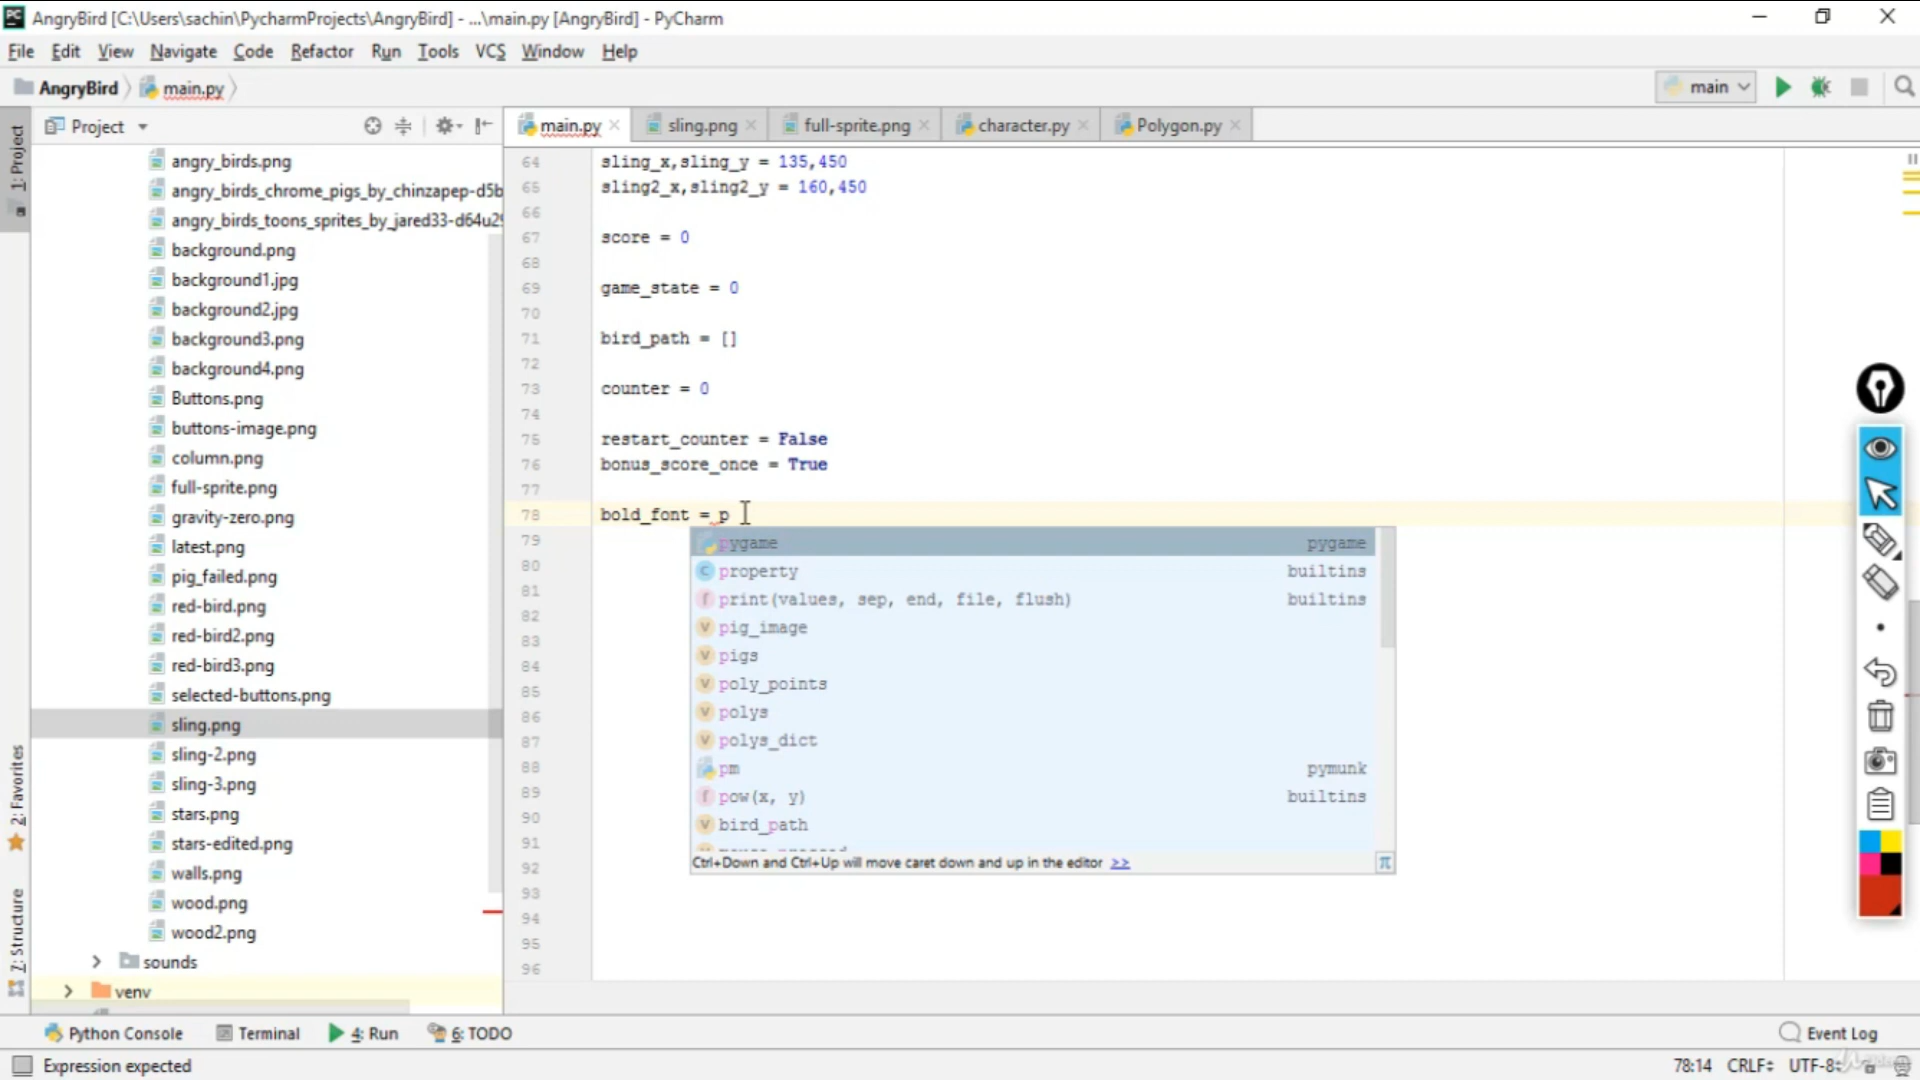 AngryBird [C:\Users\sachin\PycharmProjects\AngryBird] - ...\main.py [AngryBird] - PyCharm
File Edit View Navigate Code Refactor Run Tools VCS Window Help
AngryBird main.py main
1: Project
2: Favorites
7: Structure
Project
angry_birds.png
angry_birds_chrome_pigs_by_chinzapep-d5b
angry_birds_toons_sprites_by_jared33-d64u2
background.png
background1.jpg
background2.jpg
background3.png
background4.png
Buttons.png
buttons-image.png
column.png
full-sprite.png
gravity-zero.png
latest.png
pig_failed.png
red-bird.png
red-bird2.png
red-bird3.png
selected-buttons.png
sling.png
sling-2.png
sling-3.png
stars.png
stars-edited.png
walls.png
wood.png
wood2.png
sounds
venv
main.py sling.png full-sprite.png character.py Polygon.py
64 sling_x,sling_y = 135,450
65 sling2_x,sling2_y = 160,450
66
67 score = 0
68
69 game_state = 0
70
71 bird_path = []
72
73 counter = 0
74
75 restart_counter = False
76 bonus_score_once = True
77
78 bold_font = p
79
80
81
82
83
84
85
86
87
88
89
90
91
92
93
94
95
96
pygame pygame
property builtins
print(values, sep, end, file, flush) builtins
pig_image
pigs
poly_points
polys
polys_dict
pm pymunk
pow(x, y) builtins
bird_path
Ctrl+Down and Ctrl+Up will move caret down and up in the editor >> π
Python Console Terminal 4: Run 6: TODO Event Log
Expression expected 78:14 CRLF UTF-8